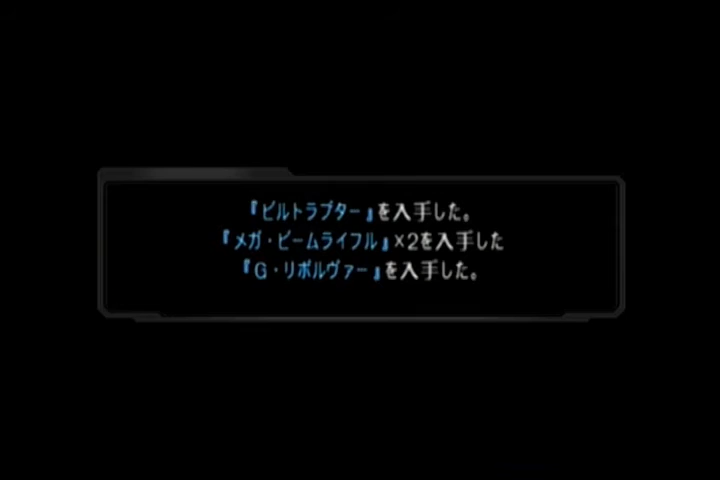 『ビルトラプター』を入手した。
『メガ・ビームライフル』×2を入手した
『G・リボルヴァー』を入手した。